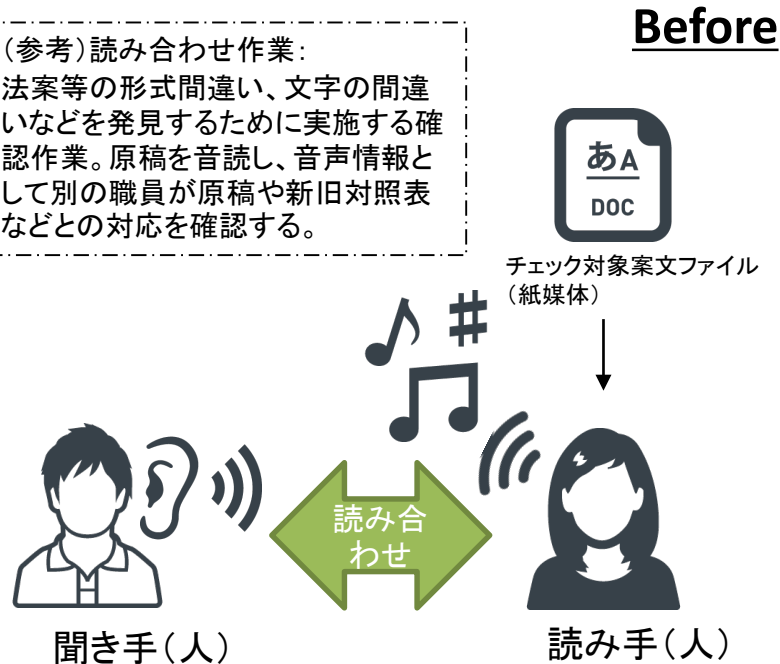 Before
(参考)読み合わせ作業:
法案等の形式間違い、文字の間違
いなどを発見するために実施する確
認作業。原稿を音読し、音声情報と
して別の職員が原稿や新旧対照表
などとの対応を確認する。
あA
DOC
チェック対象案文ファイル
(紙媒体)
読み合
わせ
聞き手(人)
読み手(人)